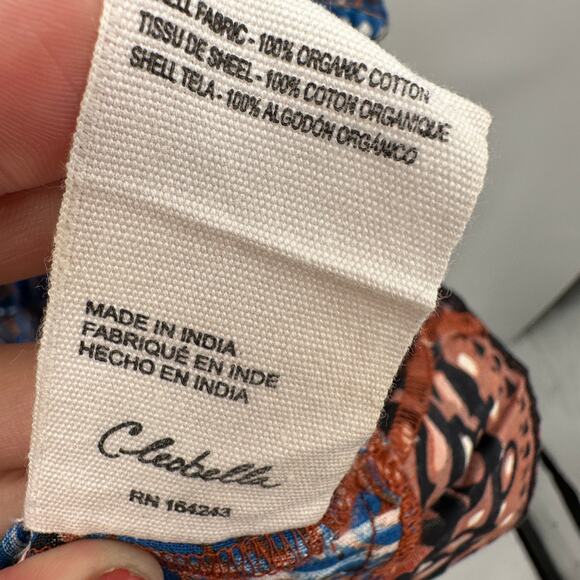 FABRIC - 100% ORGANIC COTTON
TISSU DE SHEEL - 100% COTON ORGANIQUE
SHELL TELA - 100% ALGODÓN ORGÁNICO
MADE IN INDIA
FABRIQUÉ EN INDE
HECHO EN INDIA
Cleobella
RN 164243